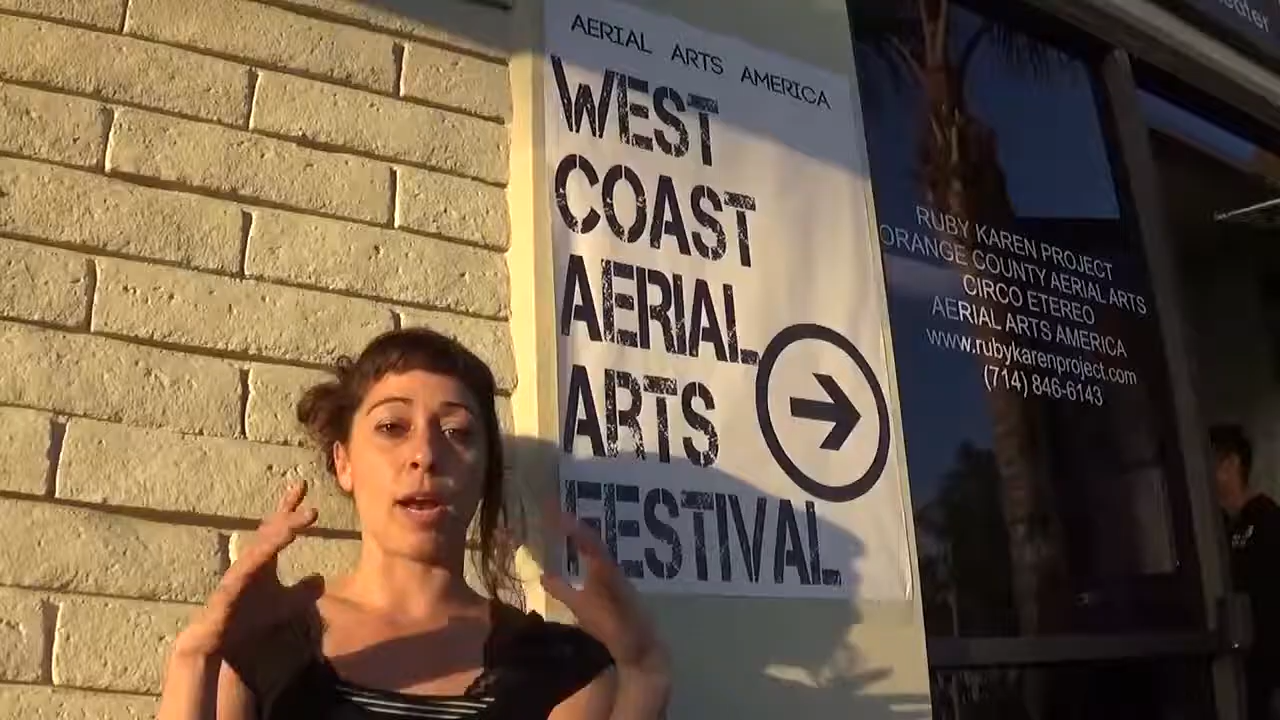 AERIAL ARTS AMERICA
WEST
COAST
AERIAL
ARTS
FESTIVAL
RUBY KAREN PROJECT
ORANGE COUNTY AERIAL ARTS
CIRCO ETEREO
AERIAL ARTS AMERICA
www.rubykarenproject.com
(714) 846-6143